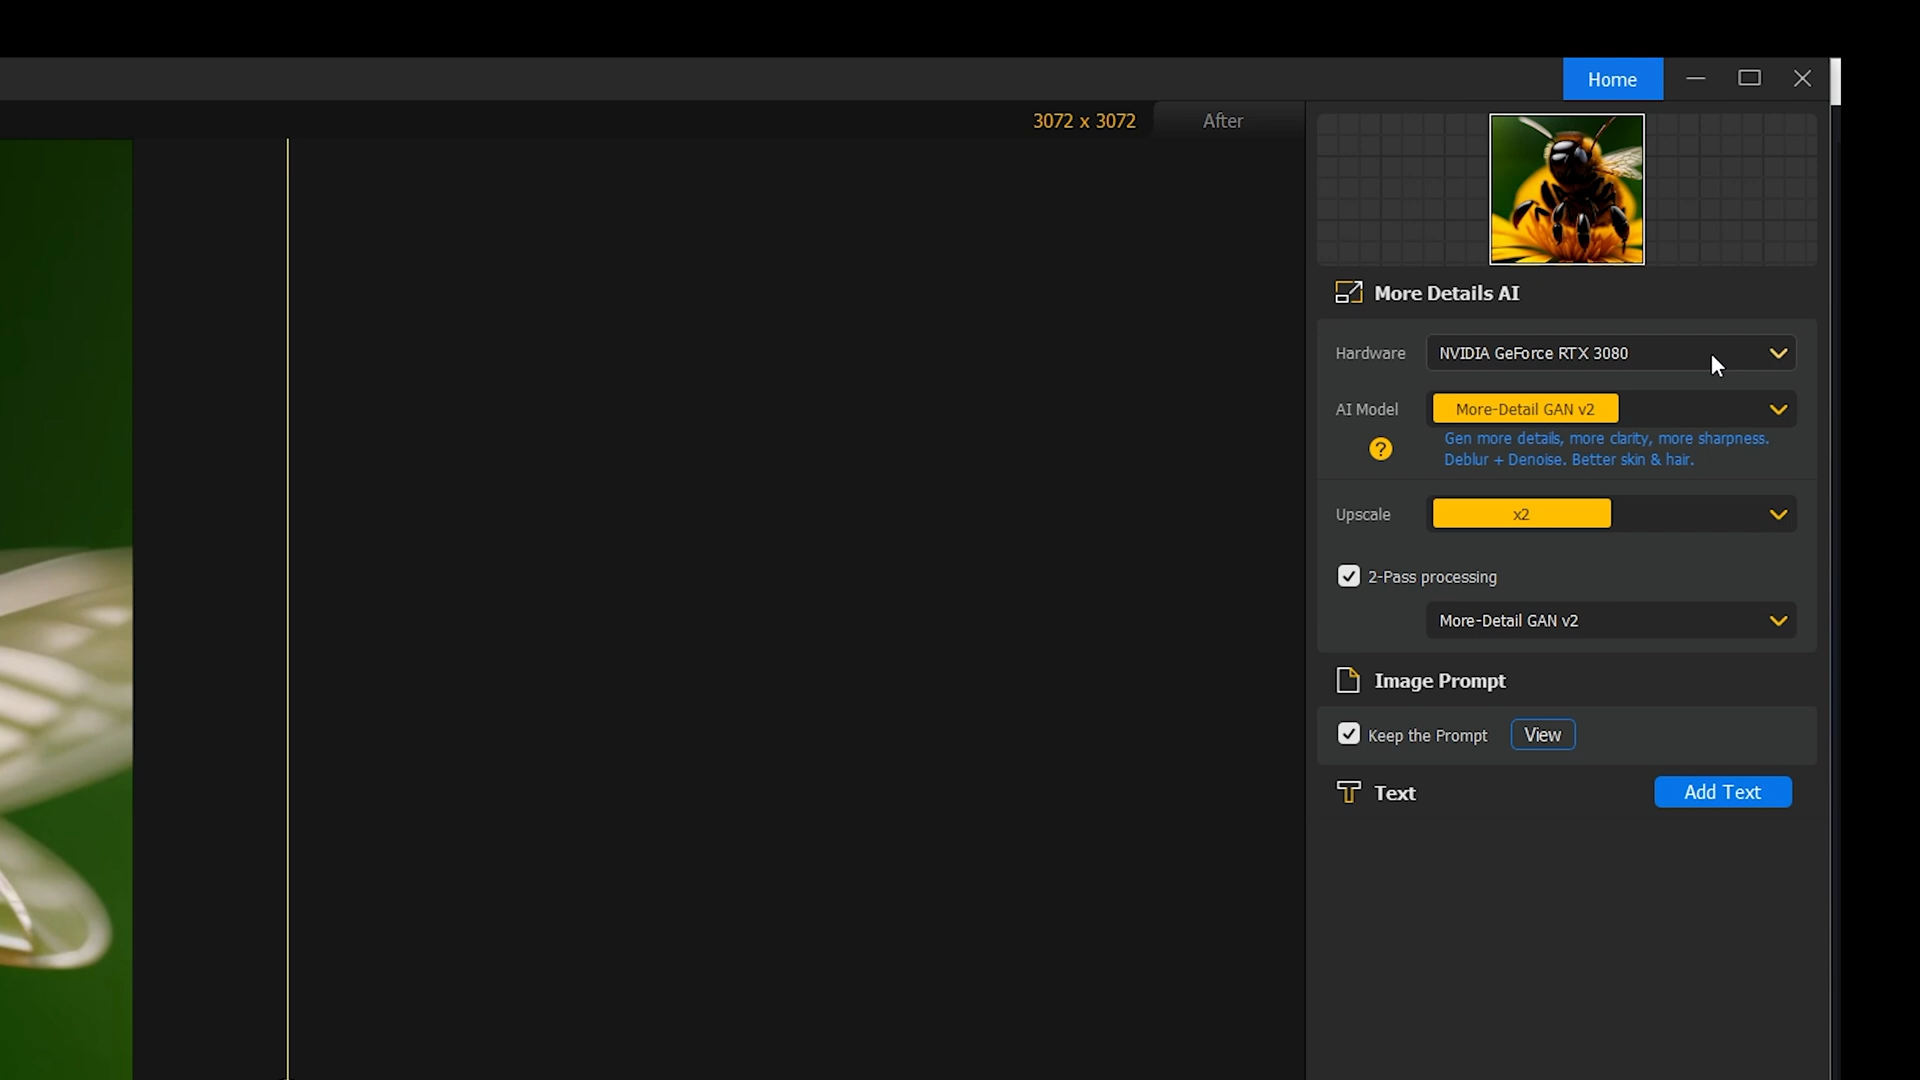 Home
3072 x 3072
After
More Details AI
Hardware
NVIDIA GeForce RTX 3080
AI Model
More-Detail GAN v2
?
Gen more details, more clarity, more sharpness.
Deblur + Denoise. Better skin & hair.
Upscale
x2
2-Pass processing
More-Detail GAN v2
Image Prompt
Keep the Prompt
View
Text
Add Text